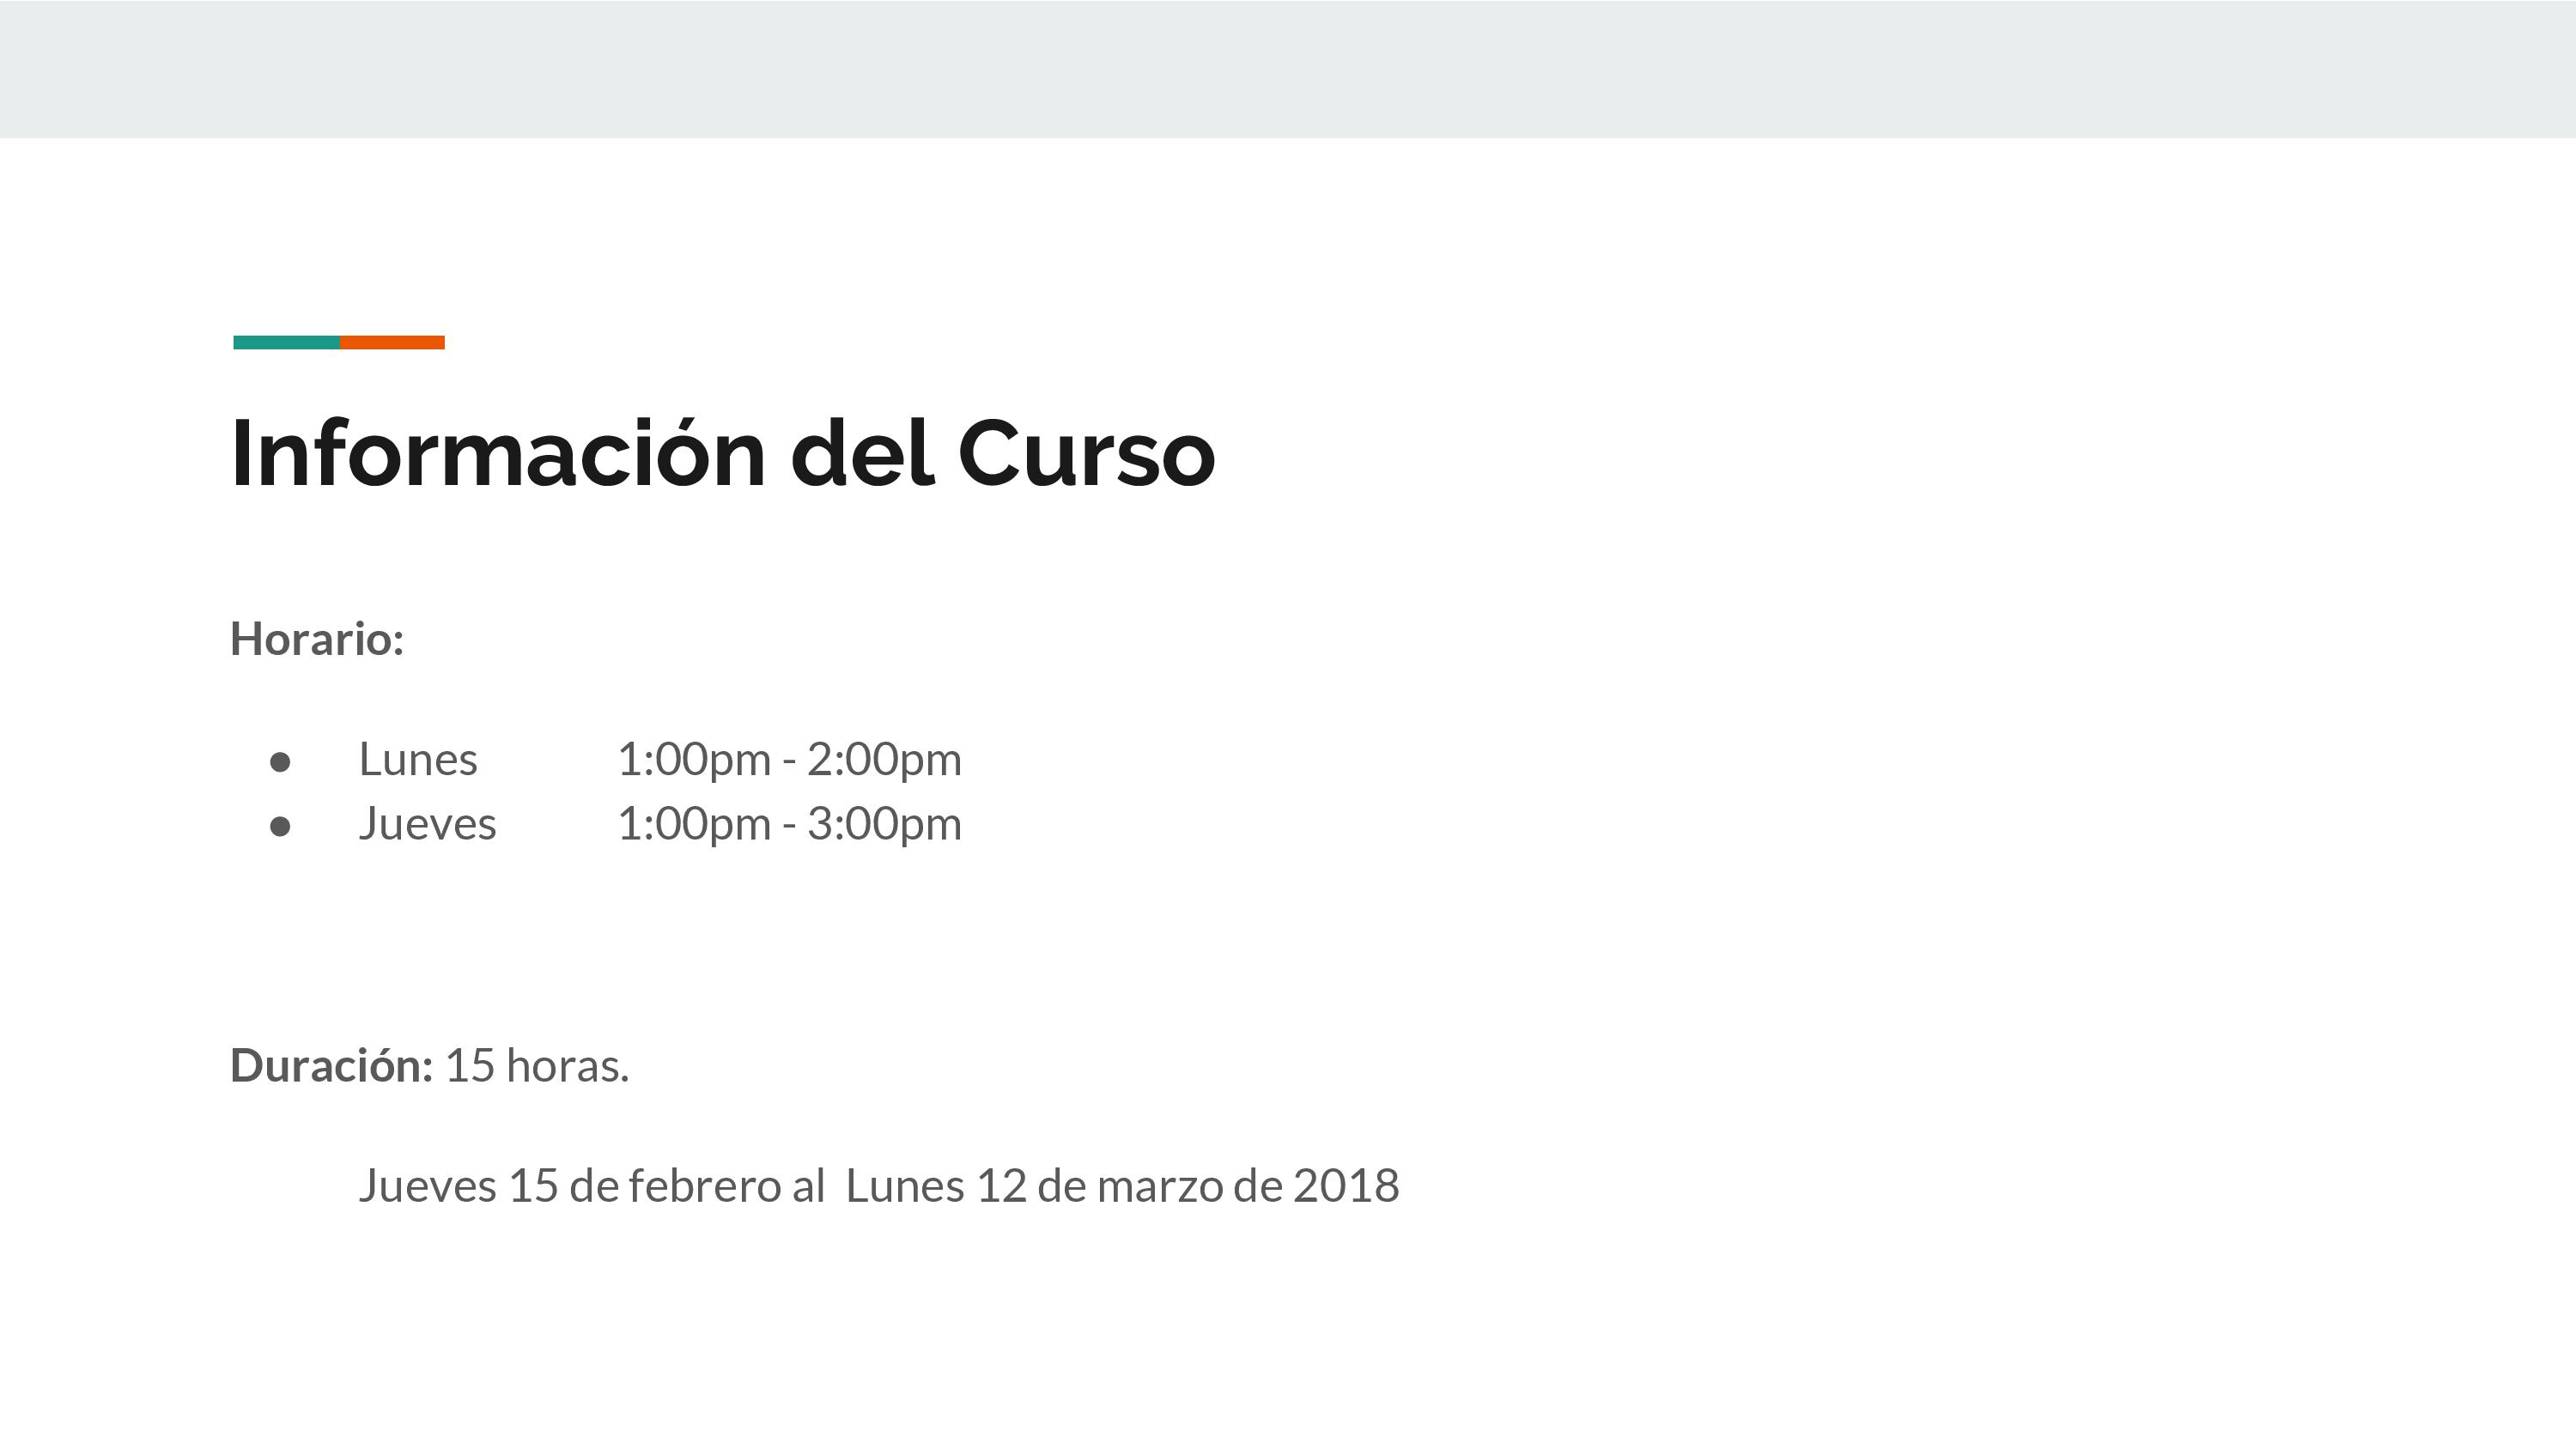 Información del Curso
Horario:
● Lunes 1:00pm - 2:00pm
● Jueves 1:00pm - 3:00pm
Duración: 15 horas.
Jueves 15 de febrero al  Lunes 12 de marzo de 2018